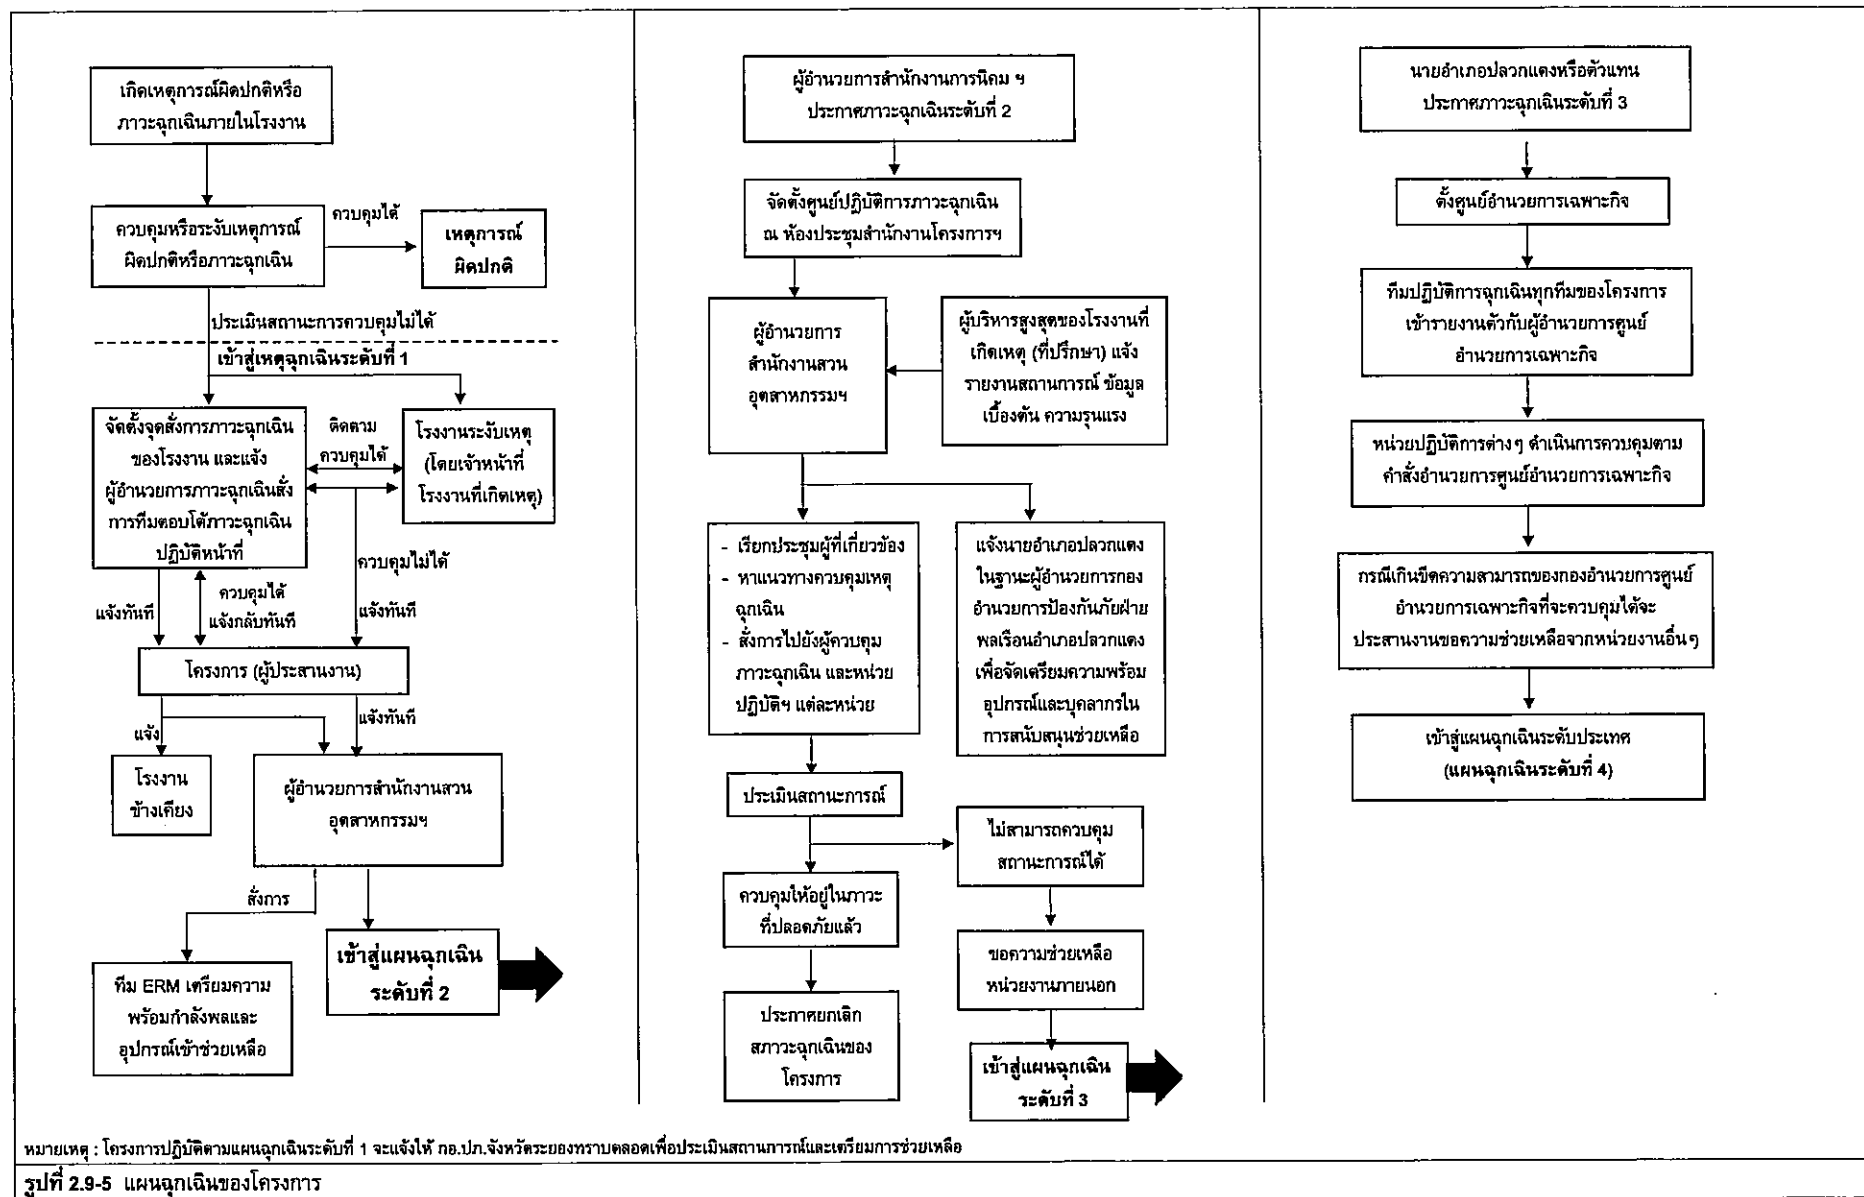 เกิดเหตุการณ์ผิดปกติหรือ
ภาวะฉุกเฉินภายในโรงงาน
ควบคุมหรือระงับเหตุการณ์
ผิดปกติหรือภาวะฉุกเฉิน
ควบคุมได้
เหตุการณ์
ผิดปกติ
ประเมินสถานะการควบคุมไม่ได้
เข้าสู่เหตุฉุกเฉินระดับที่ 1
จัดตั้งจุดสั่งการภาวะฉุกเฉิน
ของโรงงาน และแจ้ง
ผู้อำนวยการภาวะฉุกเฉินสั่ง
การทีมตอบโต้ภาวะฉุกเฉิน
ปฏิบัติหน้าที่
ติดตาม
ควบคุมได้
โรงงานระงับเหตุ
(โดยเจ้าหน้าที่
โรงงานที่เกิดเหตุ)
ควบคุมไม่ได้
แจ้งทันที
ควบคุมได้
แจ้งกลับทันที
แจ้งทันที
โครงการ (ผู้ประสานงาน)
แจ้ง
แจ้งทันที
โรงงาน
ข้างเคียง
ผู้อำนวยการสำนักงานสวน
อุตสาหกรรมฯ
สั่งการ
ทีม ERM เตรียมความ
พร้อมกำลังพลและ
อุปกรณ์เข้าช่วยเหลือ
เข้าสู่แผนฉุกเฉิน
ระดับที่ 2
ผู้อำนวยการสำนักงานการนิคม ฯ
ประกาศภาวะฉุกเฉินระดับที่ 2
จัดตั้งศูนย์ปฏิบัติการภาวะฉุกเฉิน
ณ ห้องประชุมสำนักงานโครงการฯ
ผู้อำนวยการ
สำนักงานสวน
อุตสาหกรรมฯ
ผู้บริหารสูงสุดของโรงงานที่
เกิดเหตุ (ที่ปรึกษา) แจ้ง
รายงานสถานการณ์ ข้อมูล
เบื้องต้น ความรุนแรง
- เรียกประชุมผู้ที่เกี่ยวข้อง
- หาแนวทางควบคุมเหตุ
ฉุกเฉิน
- สั่งการไปยังผู้ควบคุม
ภาวะฉุกเฉิน และหน่วย
ปฏิบัติฯ แต่ละหน่วย
แจ้งนายอำเภอปลวกแดง
ในฐานะผู้อำนวยการกอง
อำนวยการป้องกันภัยฝ่าย
พลเรือนอำเภอปลวกแดง
เพื่อจัดเตรียมความพร้อม
อุปกรณ์และบุคลากรใน
การสนับสนุนช่วยเหลือ
ประเมินสถานะการณ์
ไม่สามารถควบคุม
สถานะการณ์ได้
ควบคุมให้อยู่ในภาวะ
ที่ปลอดภัยแล้ว
ขอความช่วยเหลือ
หน่วยงานภายนอก
ประกาศยกเลิก
สภาวะฉุกเฉินของ
โครงการ
เข้าสู่แผนฉุกเฉิน
ระดับที่ 3
นายอำเภอปลวกแดงหรือตัวแทน
ประกาศภาวะฉุกเฉินระดับที่ 3
ตั้งศูนย์อำนวยการเฉพาะกิจ
ทีมปฏิบัติการฉุกเฉินทุกทีมของโครงการ
เข้ารายงานตัวกับผู้อำนวยการศูนย์
อำนวยการเฉพาะกิจ
หน่วยปฏิบัติการต่างๆ ดำเนินการควบคุมตาม
คำสั่งอำนวยการศูนย์อำนวยการเฉพาะกิจ
กรณีเกินขีดความสามารถของกองอำนวยการศูนย์
อำนวยการเฉพาะกิจที่จะควบคุมได้จะ
ประสานงานขอความช่วยเหลือจากหน่วยงานอื่นๆ
เข้าสู่แผนฉุกเฉินระดับประเทศ
(แผนฉุกเฉินระดับที่ 4)
หมายเหตุ : โครงการปฏิบัติตามแผนฉุกเฉินระดับที่ 1 จะแจ้งให้ กอ.ปภ.จังหวัดระยองทราบตลอดเพื่อประเมินสถานการณ์และเตรียมการช่วยเหลือ
รูปที่ 2.9-5 แผนฉุกเฉินของโครงการ